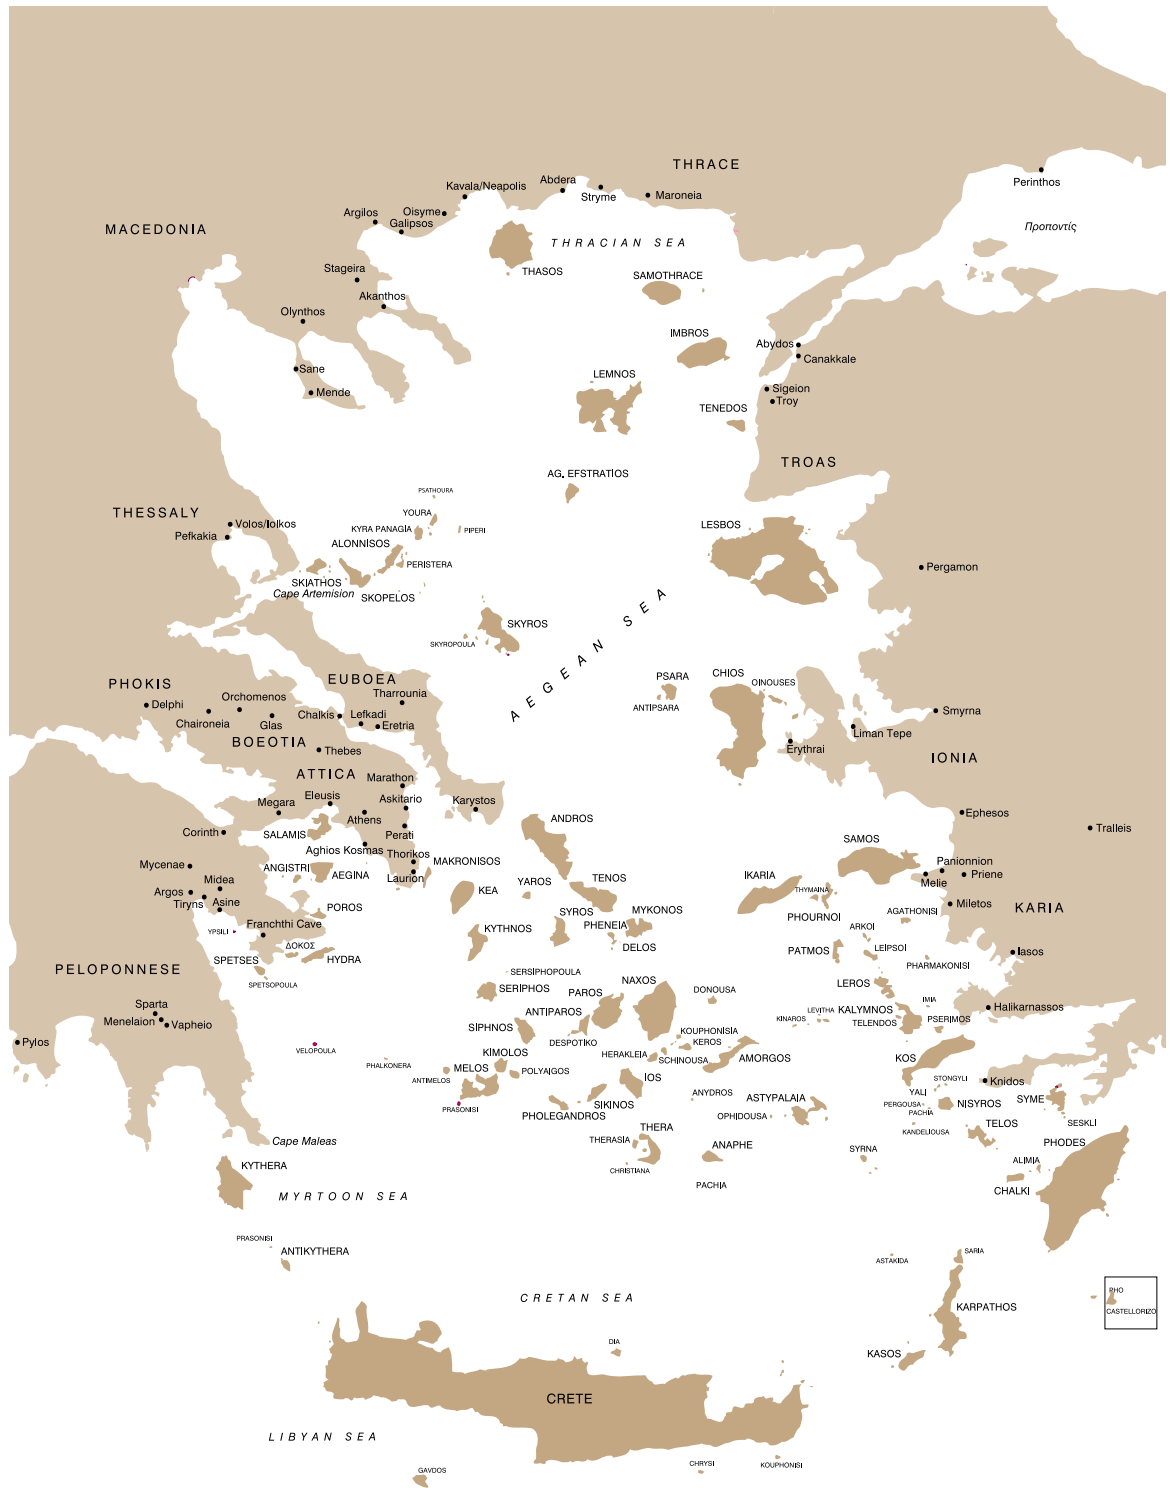 THRACE
Perinthos
Abdera
Kavala/Neapolis
Stryme
Maroneia
Oisyme
Argilos
Galipsos
MACEDONIA
Προποντίς
THRACIAN SEA
THASOS
Stageira
SAMOTHRACE
Akanthos
Olynthos
IMBROS
Abydos
Canakkale
Sane
LEMNOS
Sigeion
Mende
Troy
TENEDOS
TROAS
AG. EFSTRATIOS
PSATHOURA
THESSALY
YOURA
Volos/Iolkos
KYRA PANAGIA
PIPERI
LESBOS
Pefkakia
ALONNISOS
PERISTERA
Pergamon
SKIATHOS
Cape Artemision
SKOPELOS
SKYROS
SKYROPOULA
AEGEAN SEA
PSARA
CHIOS
OINOUSES
ANTIPSARA
PHOKIS
EUBOEA
Tharrounia
Delphi
Orchomenos
Chaironeia
Glas
Chalkis
Lefkadi
Eretria
Smyrna
Liman Tepe
BOEOTIA
Thebes
Erythrai
IONIA
ATTICA
Marathon
Eleusis
Megara
Askitario
Karystos
Athens
Ephesos
Corinth
SALAMIS
Perati
ANDROS
Tralleis
Aghios Kosmas
Thorikos
MAKRONISOS
SAMOS
Panionnion
Mycenae
ANGISTRI
AEGINA
Laurion
KEA
YAROS
TENOS
IKARIA
Melie
Priene
Midea
THYMAINA
Argos
Tiryns
Asine
POROS
SYROS
MYKONOS
PHOURNOI
AGATHONISI
Miletos
KARIA
Franchthi Cave
KYTHNOS
PHENEIA
ARKOI
YPSILI
ΔΟΚΟΣ
DELOS
PATMOS
LEIPSOI
Iasos
SPETSES
HYDRA
PHARMAKONISI
PELOPONNESE
SPETSOPOULA
SERSIPHOPOULA
SERIPHOS
PAROS
NAXOS
DONOUSA
LEROS
Sparta
Menelaion
Vapheio
SIPHNOS
ANTIPAROS
LEVITHA
KINAROS
KALYMNOS
TELENDOS
IMIA
PSERIMOS
Halikarnassos
Pylos
VELOPOULA
DESPOTIKO
KOUPHONISIA
KEROS
HERAKLEIA
SCHINOUSA
AMORGOS
KOS
PHALKONERA
KIMOLOS
MELOS
POLYAIGOS
ANTIMELOS
IOS
Knidos
STONGYLI
YALI
PRASONISI
PHOLEGANDROS
SIKINOS
ANYDROS
ASTYPALAIA
PERGOUSA
PACHIA
NISYROS
SYME
OPHIDOUSA
KANDELIOUSA
TELOS
SESKLI
Cape Maleas
THERA
THERASIA
ANAPHE
SYRNA
PHODES
KYTHERA
CHRISTIANA
ALIMIA
PACHIA
CHALKI
MYRTOON SEA
PRASONISI
ANTIKYTHERA
ASTAKIDA
SARIA
CRETAN SEA
PHO
CASTELLORIZO
KARPATHOS
DIA
KASOS
CRETE
LIBYAN SEA
GAVDOS
CHRYSI
KOUPHONISI